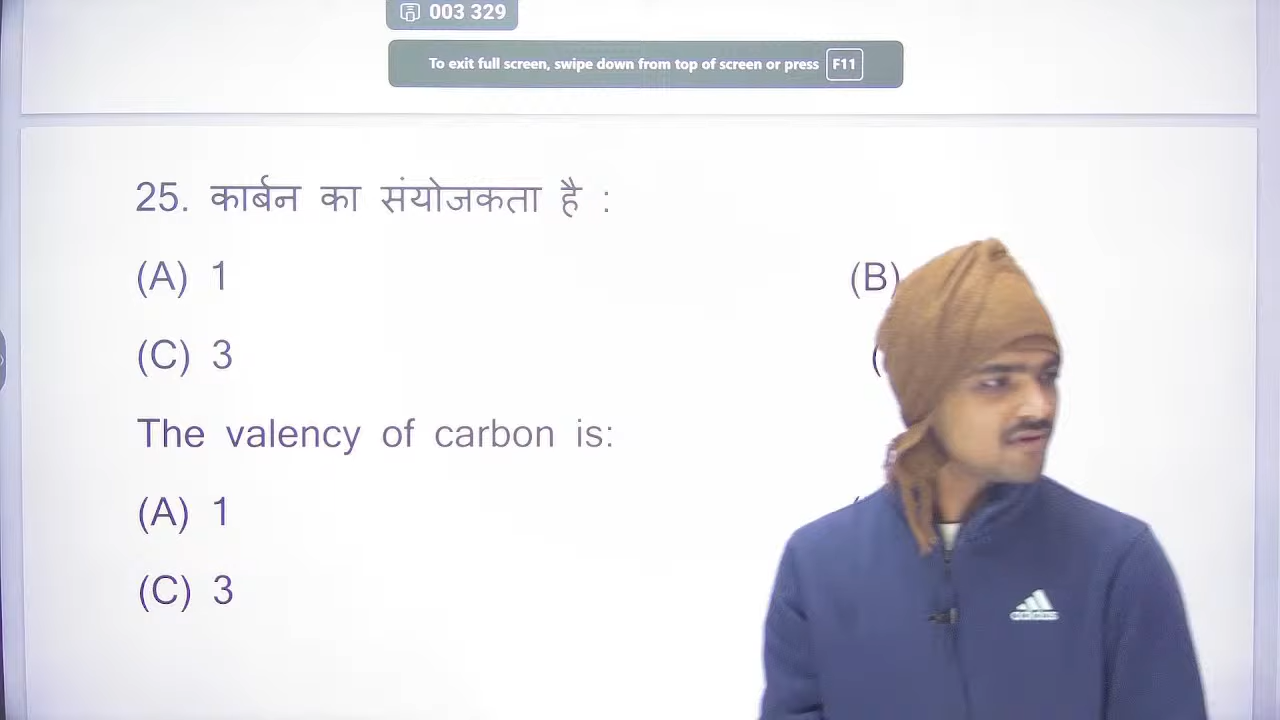 003 329
To exit full screen, swipe down from top of screen or press F11
25. कार्बन का संयोजकता है :
(A) 1
(B)
(C) 3
The valency of carbon is:
(A) 1
(C) 3
adidas